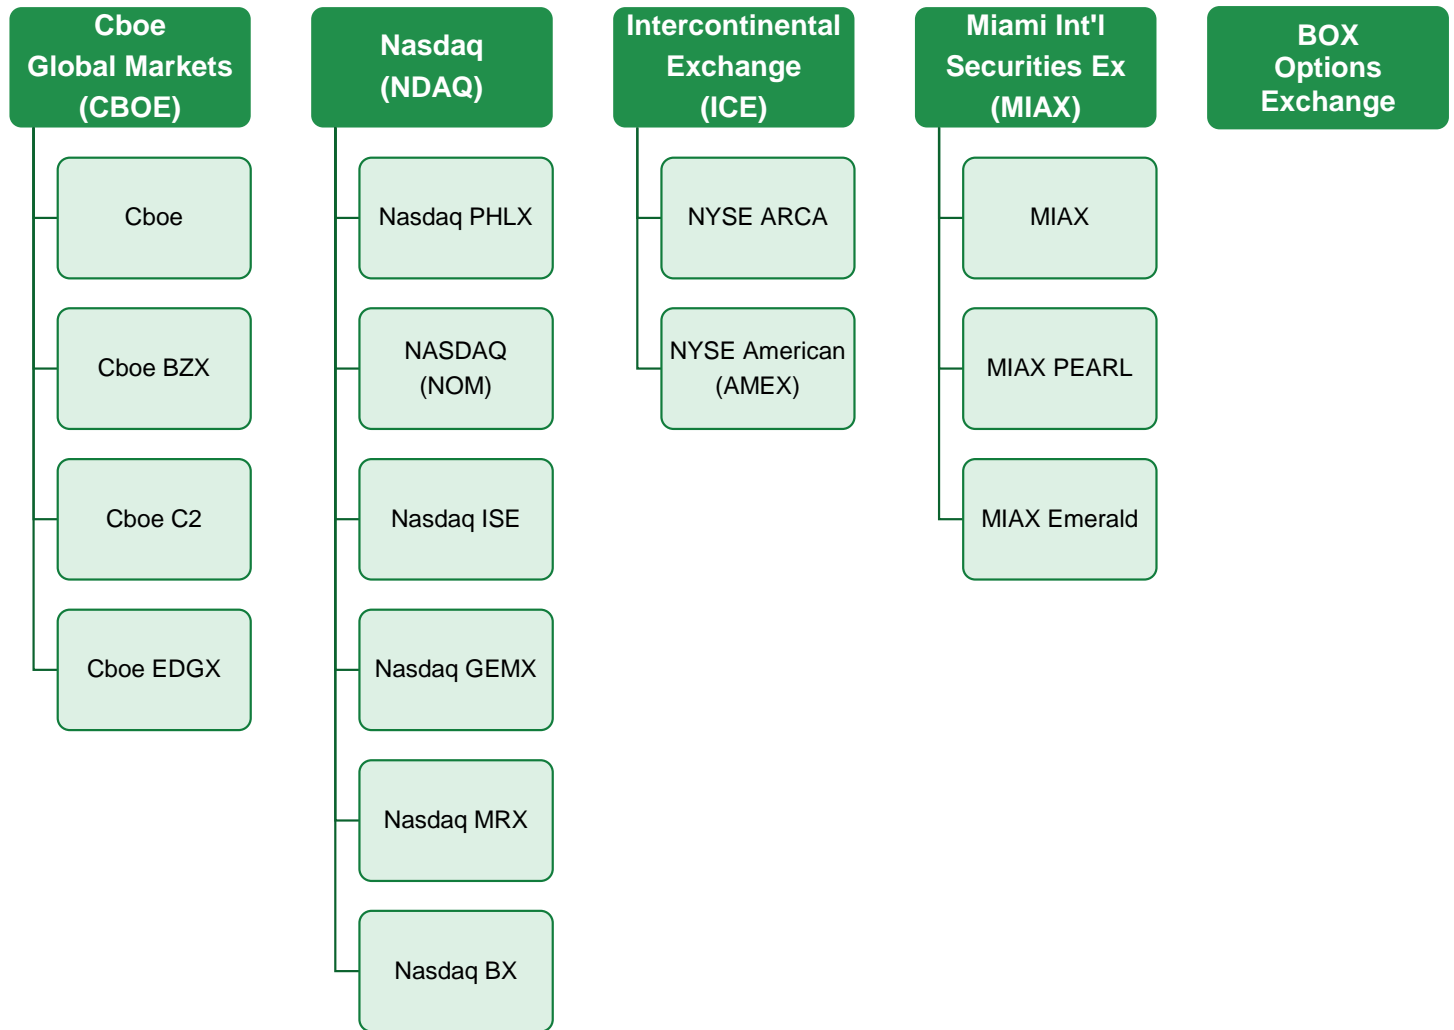 Cboe
Global Markets
(CBOE)
Cboe
Cboe BZX
Cboe C2
Cboe EDGX
Nasdaq
(NDAQ)
Nasdaq PHLX
NASDAQ
(NOM)
Nasdaq ISE
Nasdaq GEMX
Nasdaq MRX
Nasdaq BX
Intercontinental
Exchange
(ICE)
NYSE ARCA
NYSE American
(AMEX)
Miami Int'l
Securities Ex
(MIAX)
MIAX
MIAX PEARL
MIAX Emerald
BOX
Options
Exchange